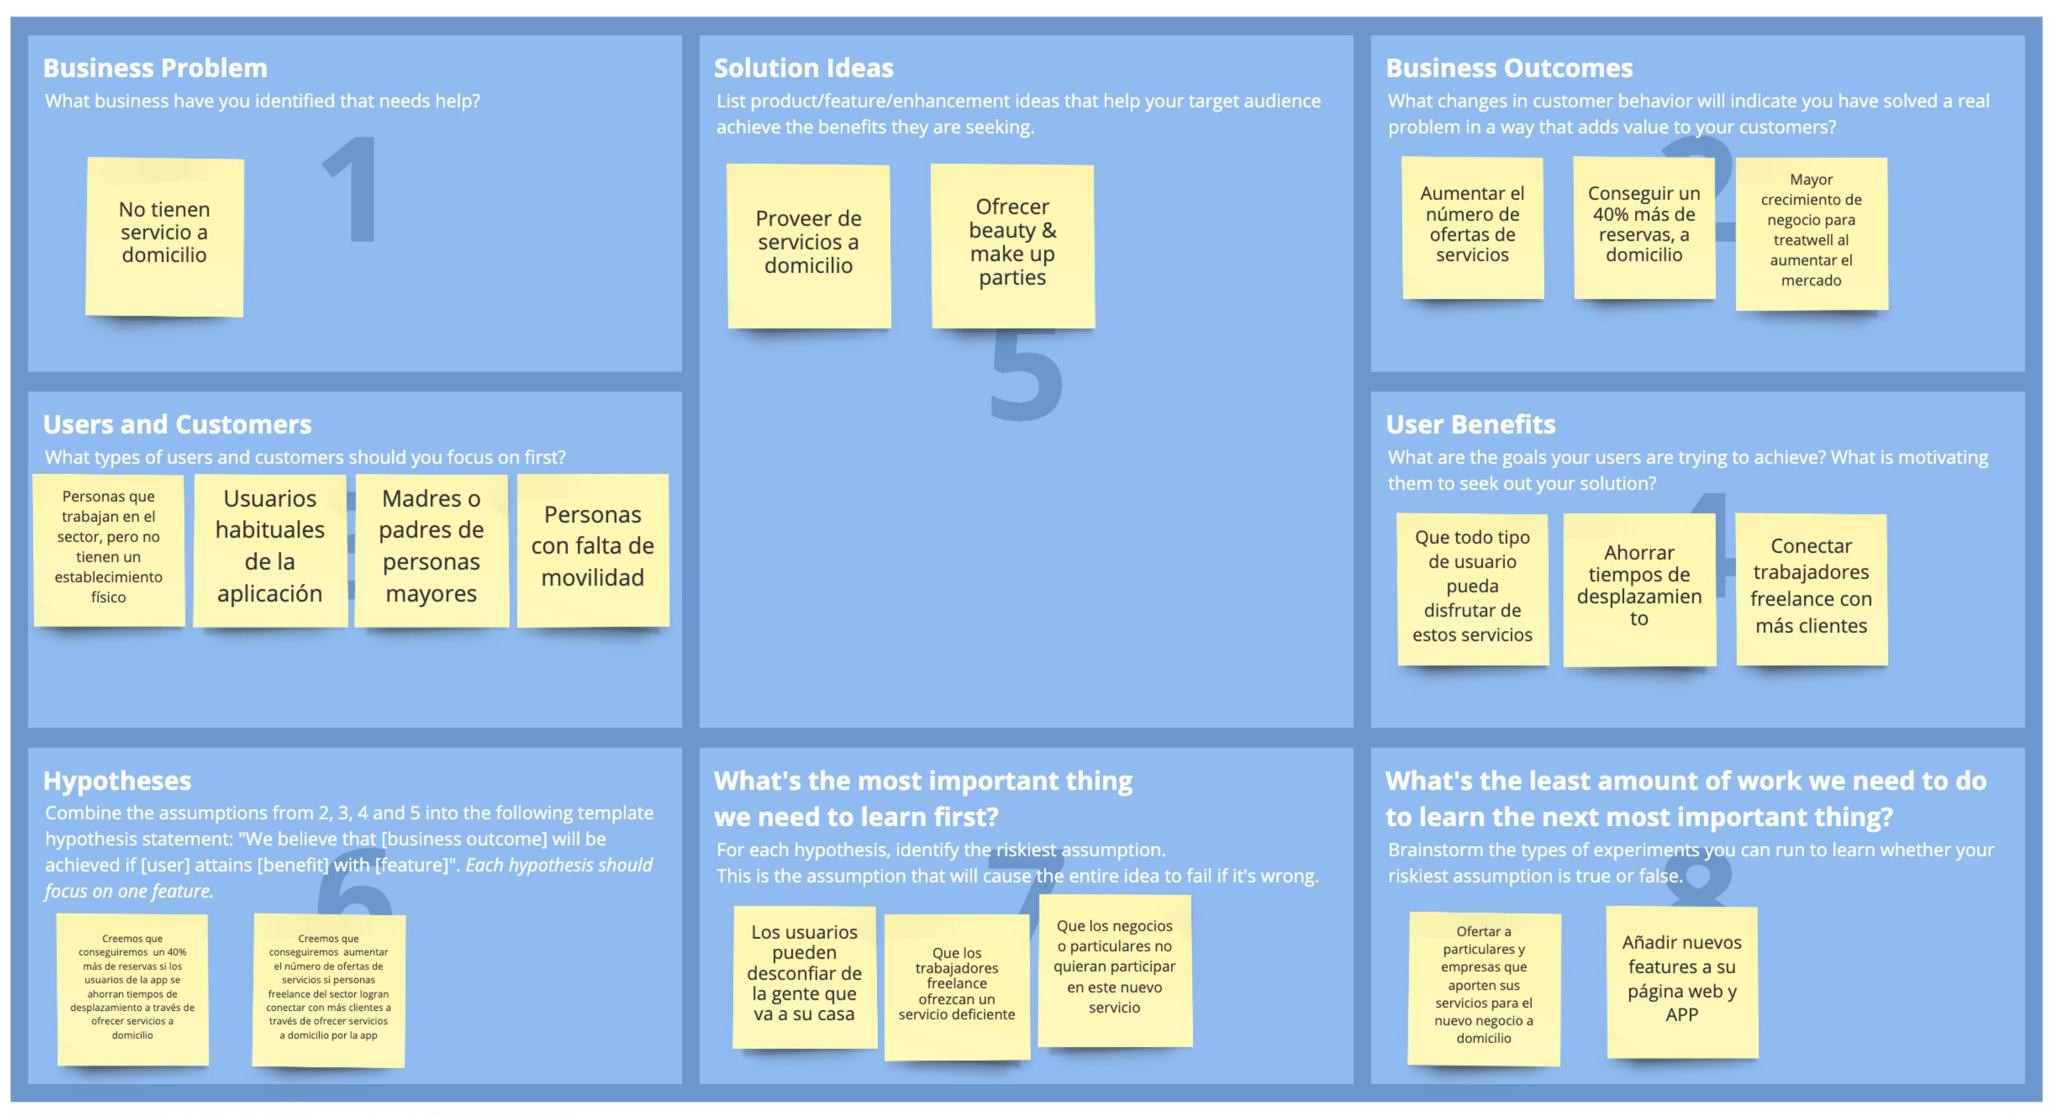 Business Problem
What business have you identified that needs help?
1
No tienen
servicio a
domicilio
Solution Ideas
List product/feature/enhancement ideas that help your target audience
achieve the benefits they are seeking.
Proveer de
servicios a
domicilio
Ofrecer
beauty &
make up
parties
5
Business Outcomes
What changes in customer behavior will indicate you have solved a real
problem in a way that adds value to your customers?
2
Aumentar el
número de
ofertas de
servicios
Conseguir un
40% más de
reservas, a
domicilio
Mayor
crecimiento de
negocio para
treatwell al
aumentar el
mercado
Users and Customers
What types of users and customers should you focus on first?
Personas que
trabajan en el
sector, pero no
tienen un
establecimiento
físico
Usuarios
habituales
de la
aplicación
Madres o
padres de
personas
mayores
Personas
con falta de
movilidad
User Benefits
What are the goals your users are trying to achieve? What is motivating
them to seek out your solution?
4
Que todo tipo
de usuario
pueda
disfrutar de
estos servicios
Ahorrar
tiempos de
desplazamien
to
Conectar
trabajadores
freelance con
más clientes
Hypotheses
Combine the assumptions from 2, 3, 4 and 5 into the following template
hypothesis statement: "We believe that [business outcome] will be
achieved if [user] attains [benefit] with [feature]". Each hypothesis should
focus on one feature.
6
Creemos que
conseguiremos un 40%
más de reservas si los
usuarios de la app se
ahorran tiempos de
desplazamiento a través de
ofrecer servicios a
domicilio
Creemos que
conseguiremos aumentar
el número de ofertas de
servicios si personas
freelance del sector logran
conectar con más clientes a
través de ofrecer servicios
a domicilio por la app
What's the most important thing
we need to learn first?
For each hypothesis, identify the riskiest assumption.
This is the assumption that will cause the entire idea to fail if it's wrong.
7
Los usuarios
pueden
desconfiar de
la gente que
va a su casa
Que los
trabajadores
freelance
ofrezcan un
servicio deficiente
Que los negocios
o particulares no
quieran participar
en este nuevo
servicio
What's the least amount of work we need to do
to learn the next most important thing?
Brainstorm the types of experiments you can run to learn whether your
riskiest assumption is true or false.
8
Ofertar a
particulares y
empresas que
aporten sus
servicios para el
nuevo negocio a
domicilio
Añadir nuevos
features a su
página web y
APP